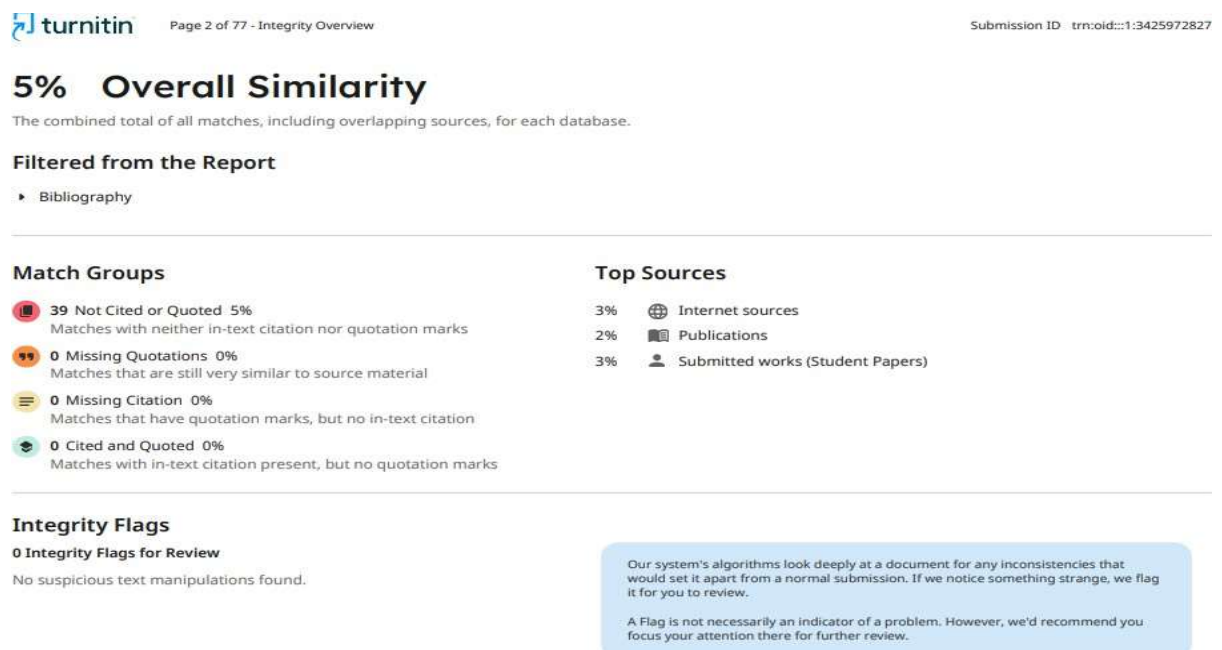 turnitin Page 2 of 77 - Integrity Overview Submission ID trn:oid:::1:3425972827
5% Overall Similarity
The combined total of all matches, including overlapping sources, for each database.
Filtered from the Report
Bibliography
Match Groups
39 Not Cited or Quoted 5%
Matches with neither in-text citation nor quotation marks
0 Missing Quotations 0%
Matches that are still very similar to source material
0 Missing Citation 0%
Matches that have quotation marks, but no in-text citation
0 Cited and Quoted 0%
Matches with in-text citation present, but no quotation marks
Top Sources
3% Internet sources
2% Publications
3% Submitted works (Student Papers)
Integrity Flags
0 Integrity Flags for Review
No suspicious text manipulations found.
Our system's algorithms look deeply at a document for any inconsistencies that
would set it apart from a normal submission. If we notice something strange, we flag
it for you to review.
A Flag is not necessarily an indicator of a problem. However, we'd recommend you
focus your attention there for further review.